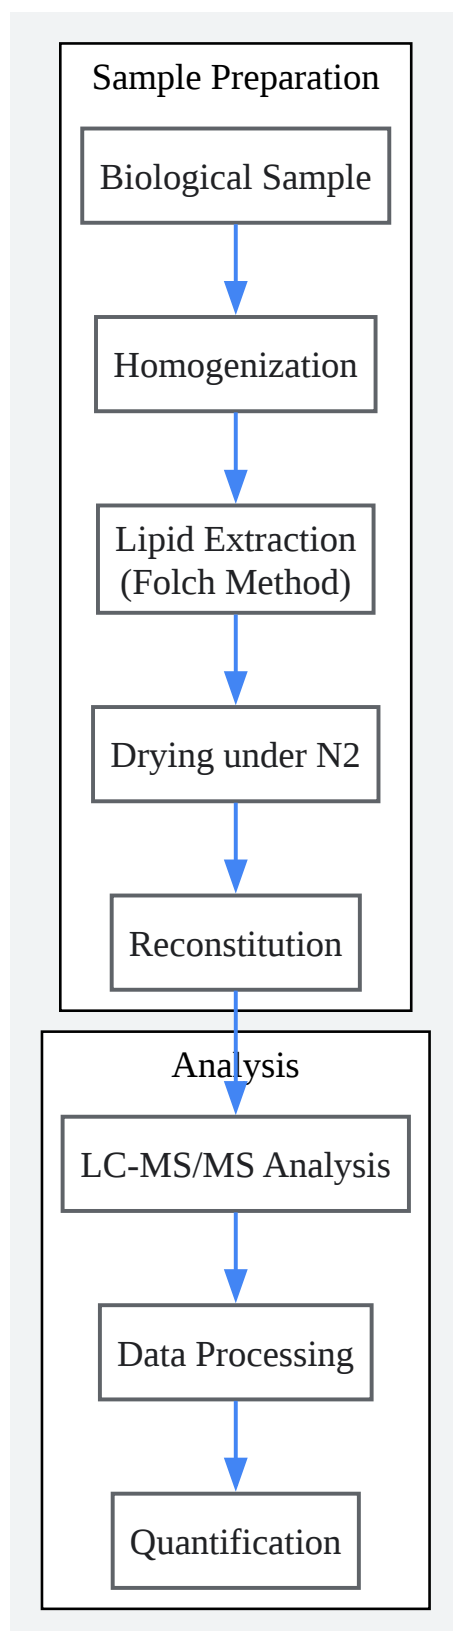 Sample Preparation
Biological Sample
Homogenization
Lipid Extraction
(Folch Method)
Drying under N2
Reconstitution
Analysis
LC-MS/MS Analysis
Data Processing
Quantification